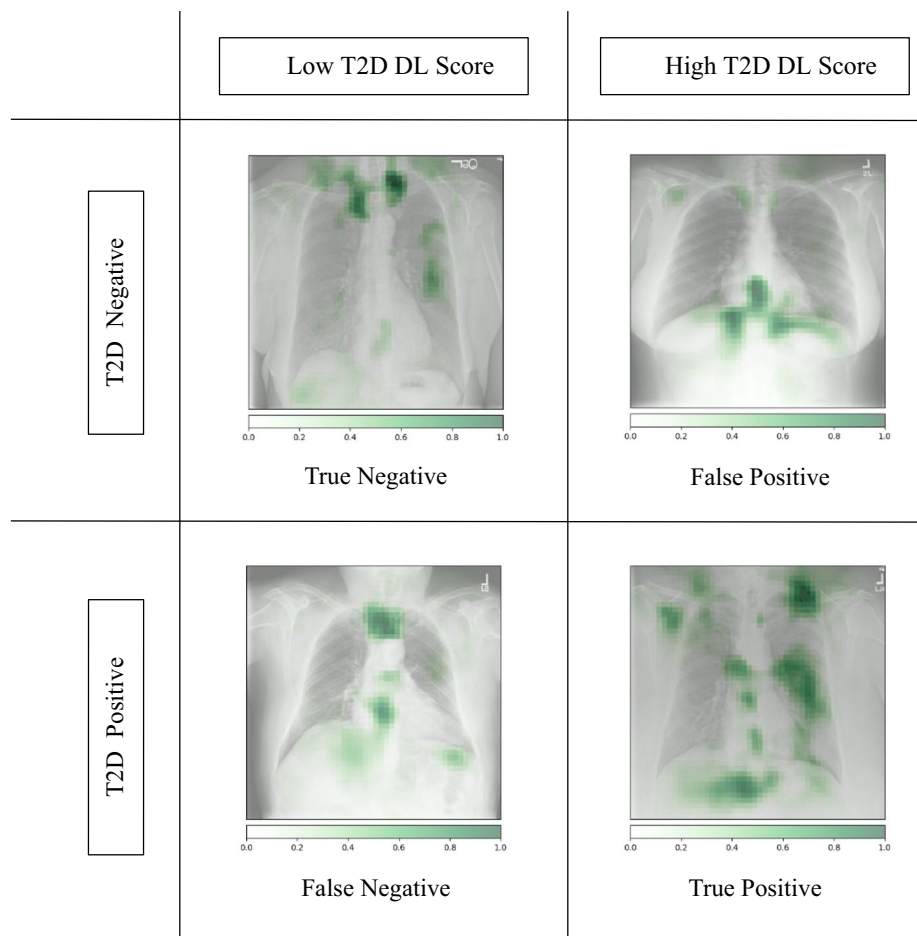 Low T2D DL Score
High T2D DL Score
T2D Negative
0.0 0.2 0.4 0.6 0.8 1.0
True Negative
0.0 0.2 0.4 0.6 0.8 1.0
False Positive
T2D Positive
0.0 0.2 0.4 0.6 0.8 1.0
False Negative
0.0 0.2 0.4 0.6 0.8 1.0
True Positive